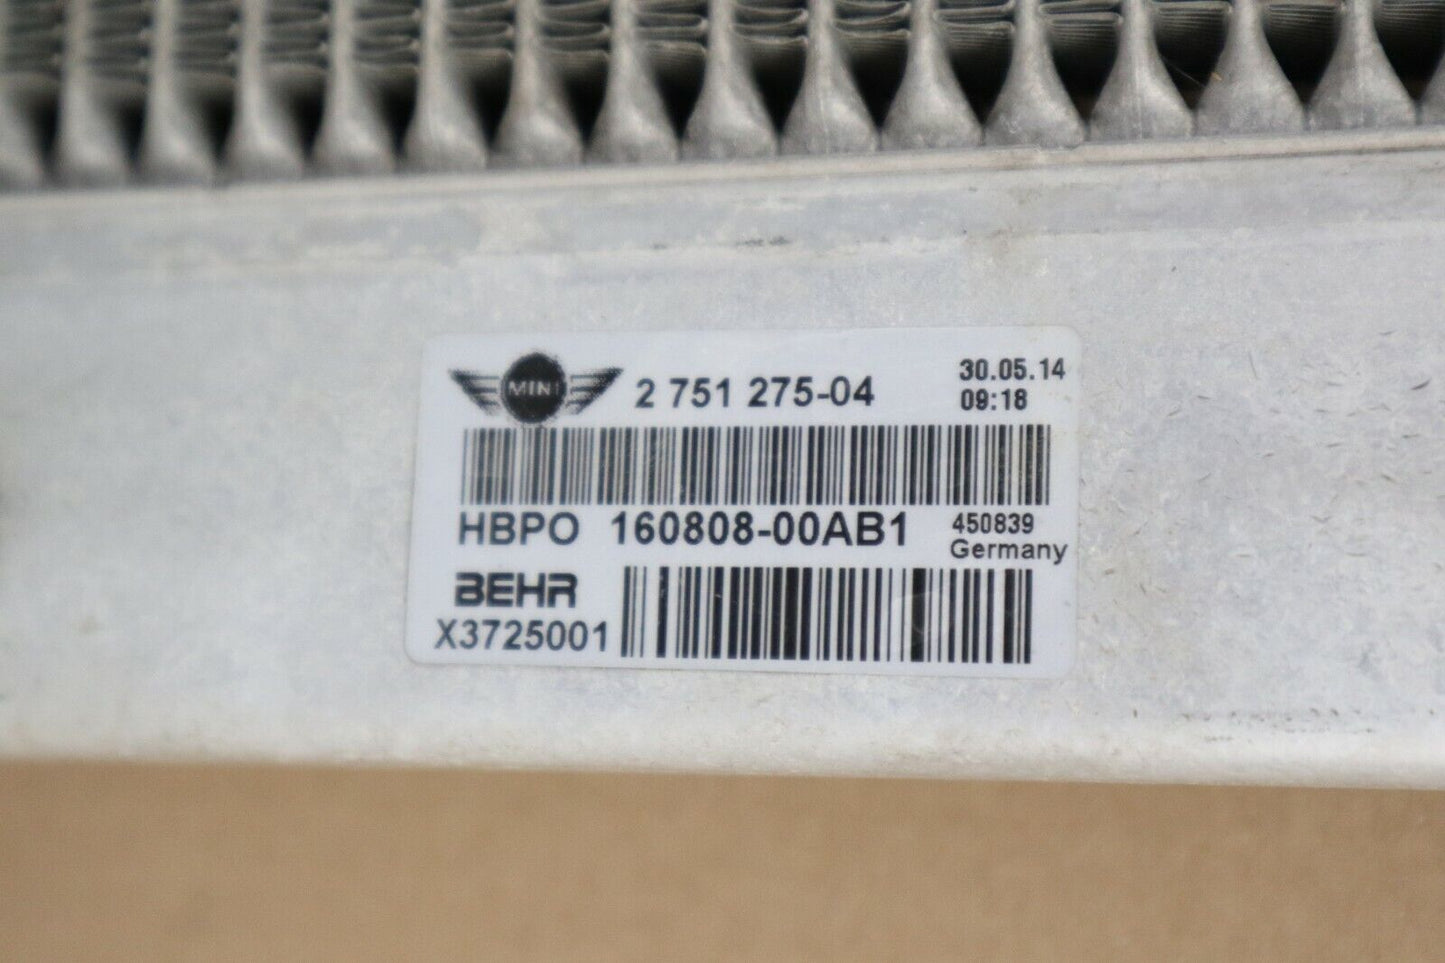 MINI 2 751 275-04
30.05.14
09:18
HBPO 160808-00AB1
450839
Germany
BEHR
X3725001